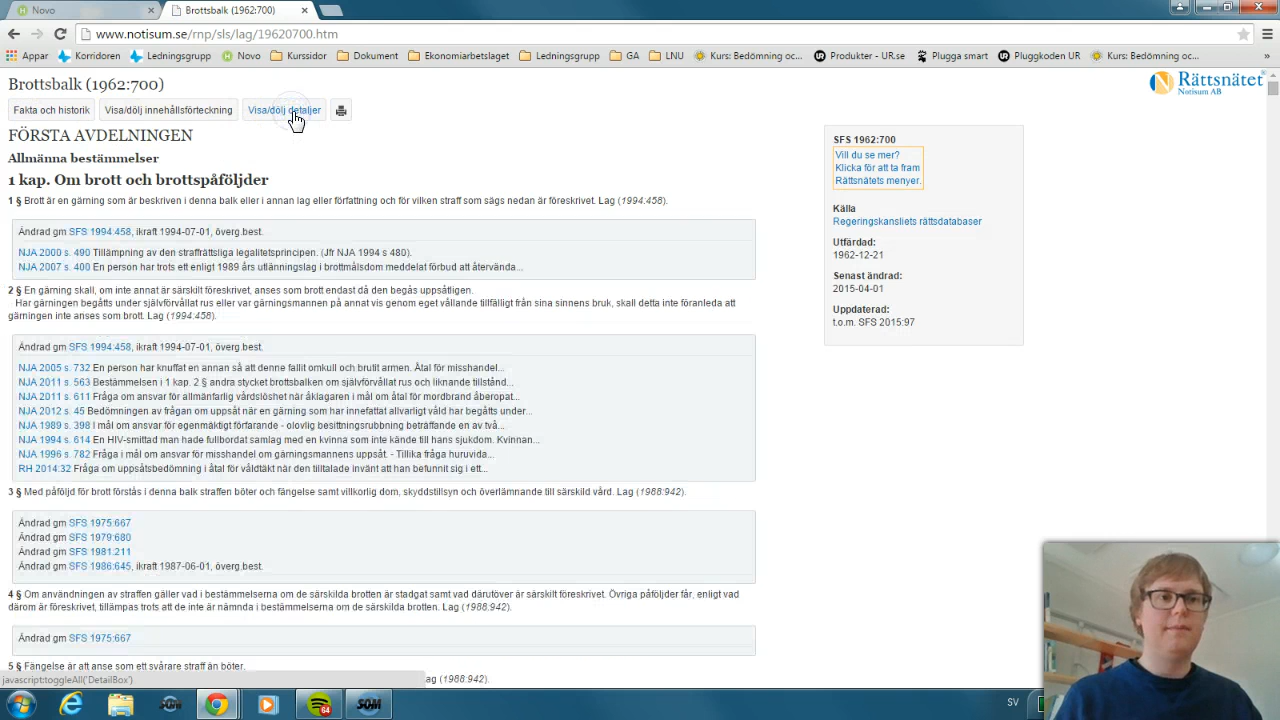 Novo
Brottsbalk (1962:700)
www.notisum.se/rnp/sls/lag/19620700.htm
Appar
Korridoren
Ledningsgrupp
Novo
Kurssidor
Dokument
Ekonomiarbetslaget
Ledningsgrupp
GA
LNU
Kurs: Bedömning oc...
Produkter - UR.se
Plugga smart
Pluggkoden UR
Kurs: Bedömning oc...
»
Brottsbalk (1962:700)
Fakta och historik
Visa/dölj innehållsförteckning
Visa/dölj detaljer
Rättsnätet
Notisum AB
FÖRSTA AVDELNINGEN
Allmänna bestämmelser
1 kap. Om brott och brottspåföljder
1 § Brott är en gärning som är beskriven i denna balk eller i annan lag eller författning och för vilken straff som sägs nedan är föreskrivet. Lag (1994:458).
Ändrad gm SFS 1994:458, ikraft 1994-07-01, överg.best.
NJA 2000 s. 490 Tillämpning av den straffrättsliga legalitetsprincipen. (Jfr NJA 1994 s 480).
NJA 2007 s. 400 En person har trots ett enligt 1989 års utlänningslag i brottmålsdom meddelat förbud att återvända...
2 § En gärning skall, om inte annat är särskilt föreskrivet, anses som brott endast då den begås uppsåtligen.
Har gärningen begåtts under självförvållat rus eller var gärningsmannen på annat vis genom eget vållande tillfälligt från sina sinnens bruk, skall detta inte föranleda att
gärningen inte anses som brott. Lag (1994:458).
Ändrad gm SFS 1994:458, ikraft 1994-07-01, överg.best.
NJA 2005 s. 732 En person har knuffat en annan så att denne fallit omkull och brutit armen. Åtal för misshandel...
NJA 2011 s. 563 Bestämmelsen i 1 kap. 2 § andra stycket brottsbalken om självförvållat rus och liknande tillstånd...
NJA 2011 s. 611 Fråga om ansvar för allmänfarlig vårdslöshet när åklagaren i mål om åtal för mordbrand åberopat...
NJA 2012 s. 45 Bedömningen av frågan om uppsåt när en gärning som har innefattat allvarligt våld har begåtts under...
NJA 1989 s. 398 I mål om ansvar för egenmäktigt förfarande - olovlig besittningsrubbning beträffande en av två...
NJA 1994 s. 614 En HIV-smittad man hade fullbordat samlag med en kvinna som inte kände till hans sjukdom. Kvinnan...
NJA 1996 s. 782 Fråga i mål om ansvar för misshandel om gärningsmannens uppsåt. - Tillika fråga huruvida...
RH 2014:32 Fråga om uppsåtsbedömning i åtal för våldtäkt när den tilltalade invänt att han befunnit sig i ett...
3 § Med påföljd för brott förstås i denna balk straffen böter och fängelse samt villkorlig dom, skyddstillsyn och överlämnande till särskild vård. Lag (1988:942).
Ändrad gm SFS 1975:667
Ändrad gm SFS 1979:680
Ändrad gm SFS 1981:211
Ändrad gm SFS 1986:645, ikraft 1987-06-01, överg.best.
4 § Om användningen av straffen gäller vad i bestämmelserna om de särskilda brotten är stadgat samt vad därutöver är särskilt föreskrivet. Övriga påföljder får, enligt vad
därom är föreskrivet, tillämpas trots att de inte är nämnda i bestämmelserna om de särskilda brotten. Lag (1988:942).
Ändrad gm SFS 1975:667
5 § Fängelse är att anse som ett svårare straff än böter.
javascript:toggleAll('DetailBox')
ag (1988:942).
SFS 1962:700
Vill du se mer?
Klicka för att ta fram
Rättsnätets menyer.
Källa
Regeringskansliets rättsdatabaser
Utfärdad:
1962-12-21
Senast ändrad:
2015-04-01
Uppdaterad:
t.o.m. SFS 2015:97
SOM
64
SOM
SV